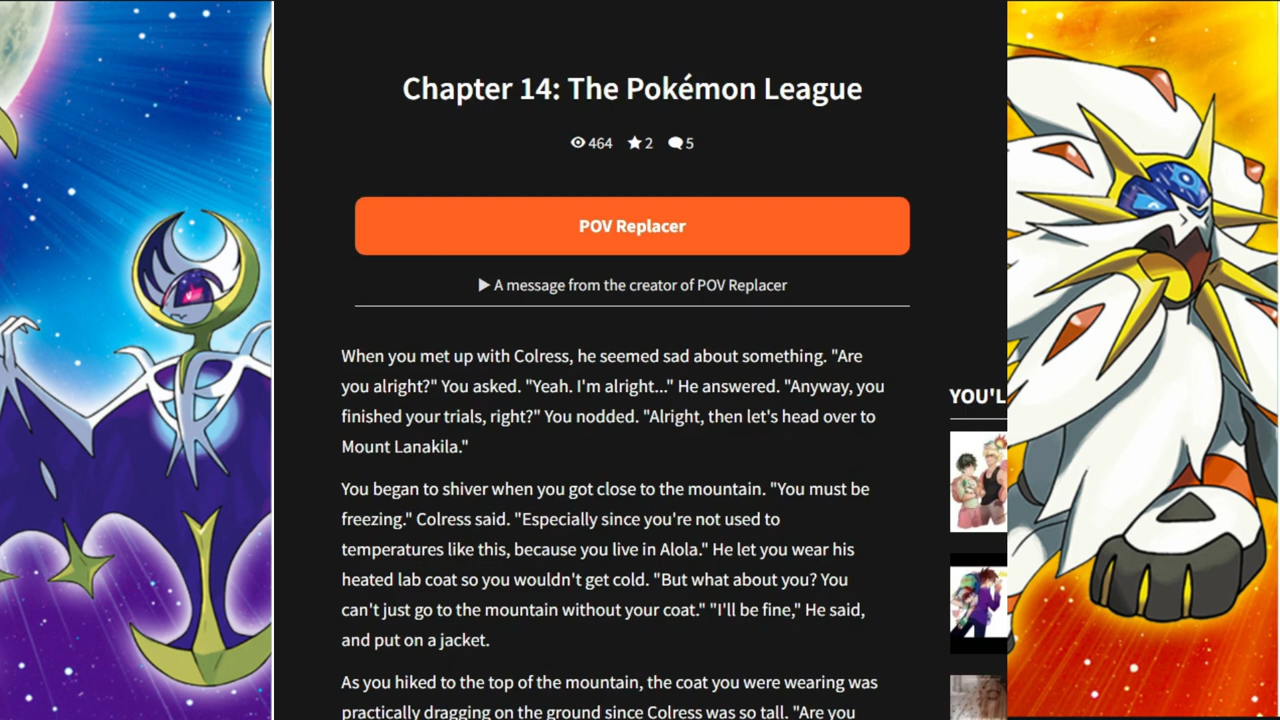 Chapter 14: The Pokémon League
464 2 5
POV Replacer
▶ A message from the creator of POV Replacer
When you met up with Colress, he seemed sad about something. "Are
you alright?" You asked. "Yeah. I'm alright..." He answered. "Anyway, you
finished your trials, right?" You nodded. "Alright, then let's head over to
Mount Lanakila."
You began to shiver when you got close to the mountain. "You must be
freezing." Colress said. "Especially since you're not used to
temperatures like this, because you live in Alola." He let you wear his
heated lab coat so you wouldn't get cold. "But what about you? You
can't just go to the mountain without your coat." "I'll be fine," He said,
and put on a jacket.
As you hiked to the top of the mountain, the coat you were wearing was
practically dragging on the ground since Colress was so tall. "Are you
YOU'L